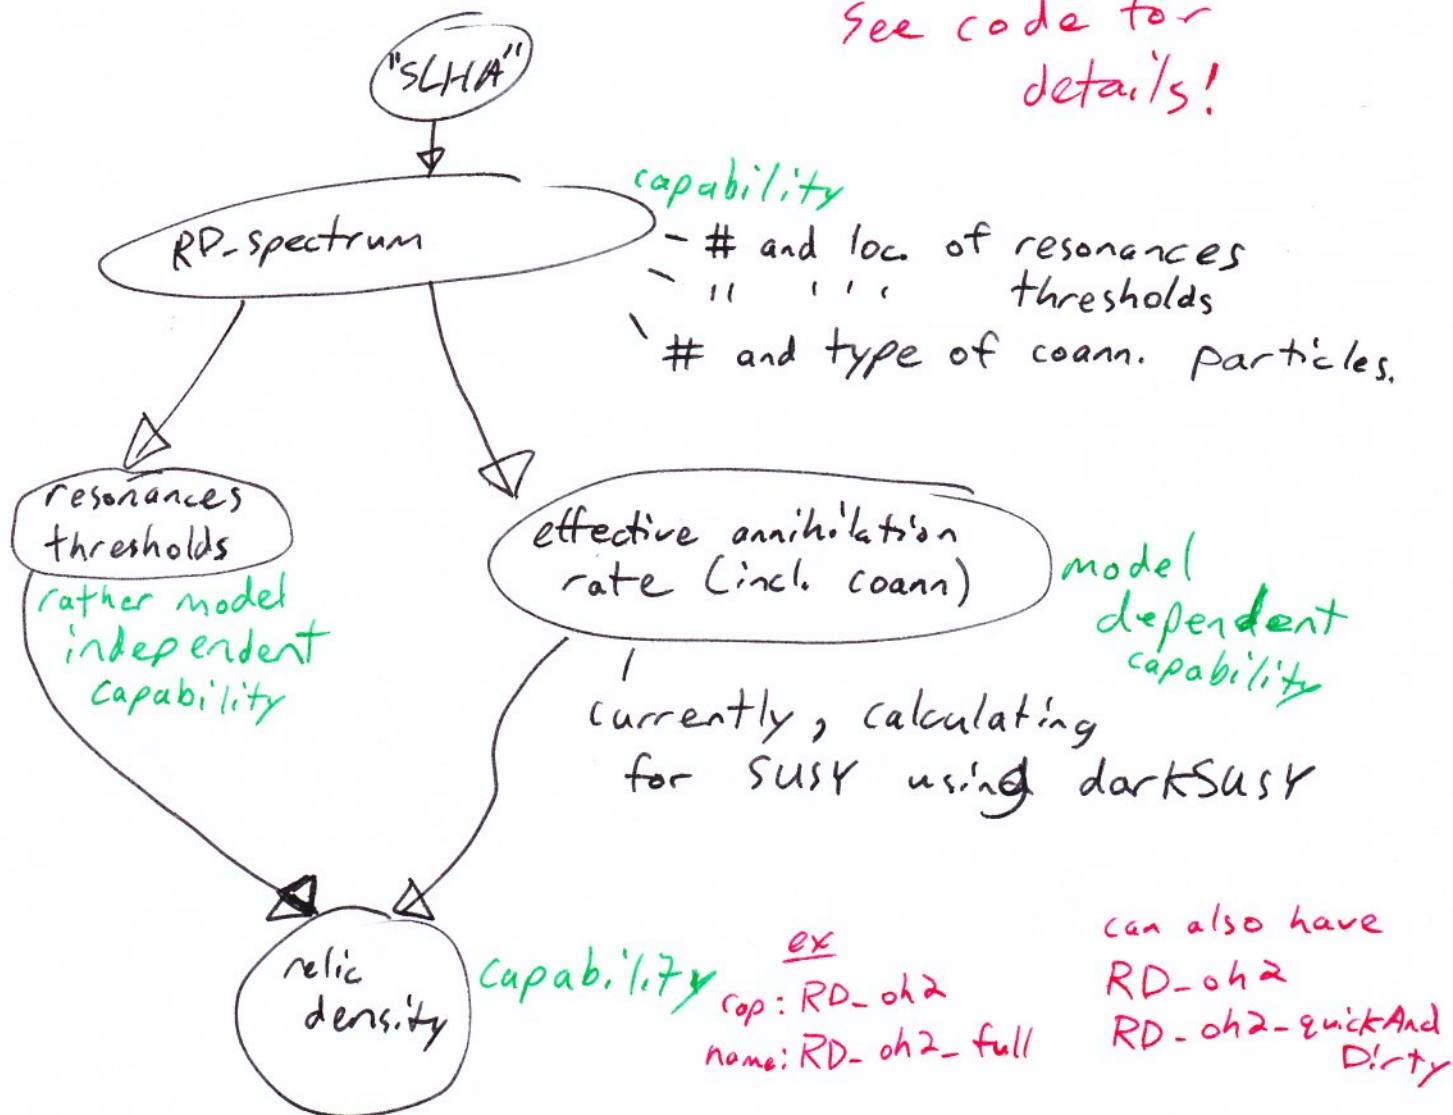 See code for
details!
"SLHA"
capability
RD_spectrum
- # and loc. of resonances
" " " thresholds
# and type of coann. particles.
resonances
thresholds
rather model
independent
capability
effective annihilation
rate (incl. coann)
model
dependent
capability
currently, calculating
for SUSY using darkSUSY
relic
density
capability
ex
cap: RD_oh2
name: RD_oh2_full
can also have
RD_oh2
RD_oh2_quickAnd
Dirty